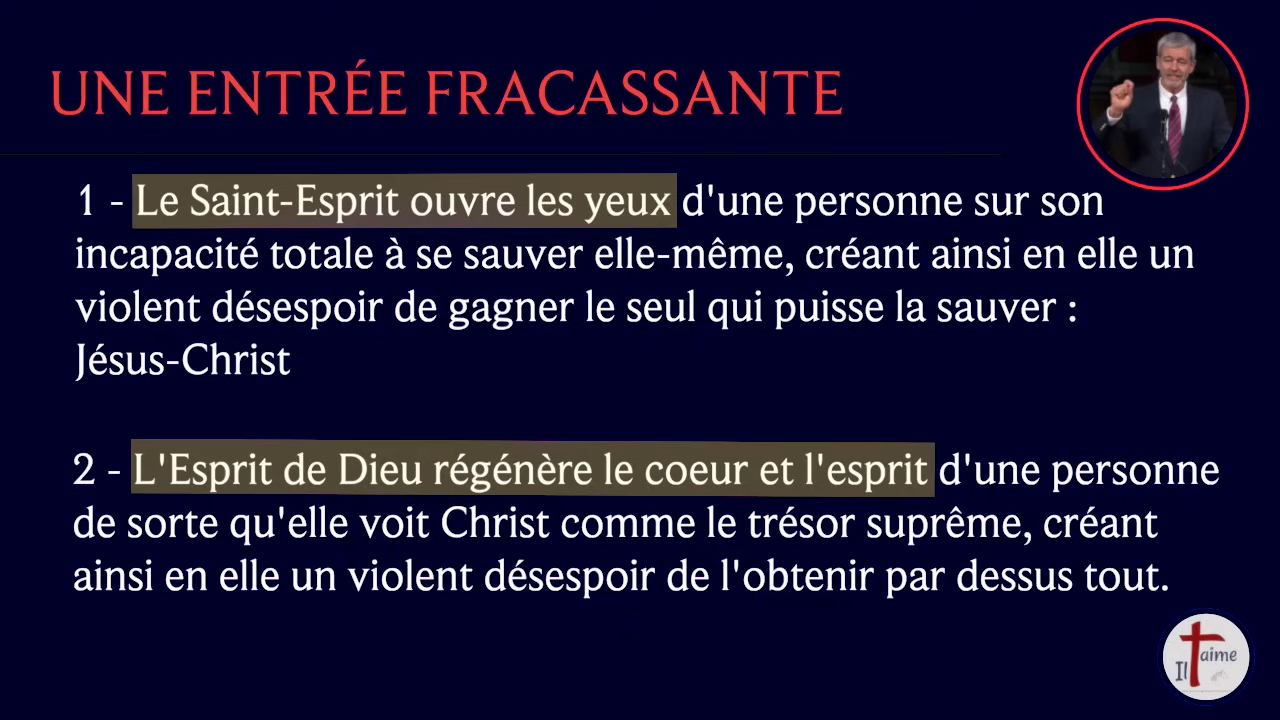 UNE ENTRÉE FRACASSANTE
1 - Le Saint-Esprit ouvre les yeux d'une personne sur son
incapacité totale à se sauver elle-même, créant ainsi en elle un
violent désespoir de gagner le seul qui puisse la sauver :
Jésus-Christ
2 - L'Esprit de Dieu régénère le coeur et l'esprit d'une personne
de sorte qu'elle voit Christ comme le trésor suprême, créant
ainsi en elle un violent désespoir de l'obtenir par dessus tout.
Il t aime